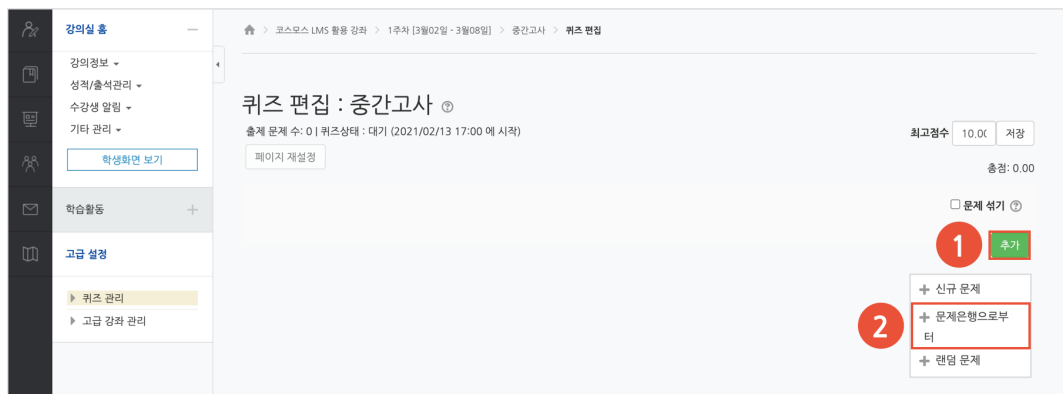 강의실 홈
강의정보
성적/출석관리
수강생 알림
기타 관리
학생화면 보기
학습활동
고급 설정
퀴즈 관리
고급 강좌 관리
코스모스 LMS 활용 강좌 > 1주차 [3월02일 - 3월08일] > 중간고사 > 퀴즈 편집
퀴즈 편집 : 중간고사
출제 문제 수: 0 | 퀴즈상태 : 대기 (2021/02/13 17:00 에 시작)
최고점수 10.00 저장
페이지 재설정
총점: 0.00
문제 섞기
1 추가
+ 신규 문제
2
+ 문제은행으로부
터
+ 랜덤 문제